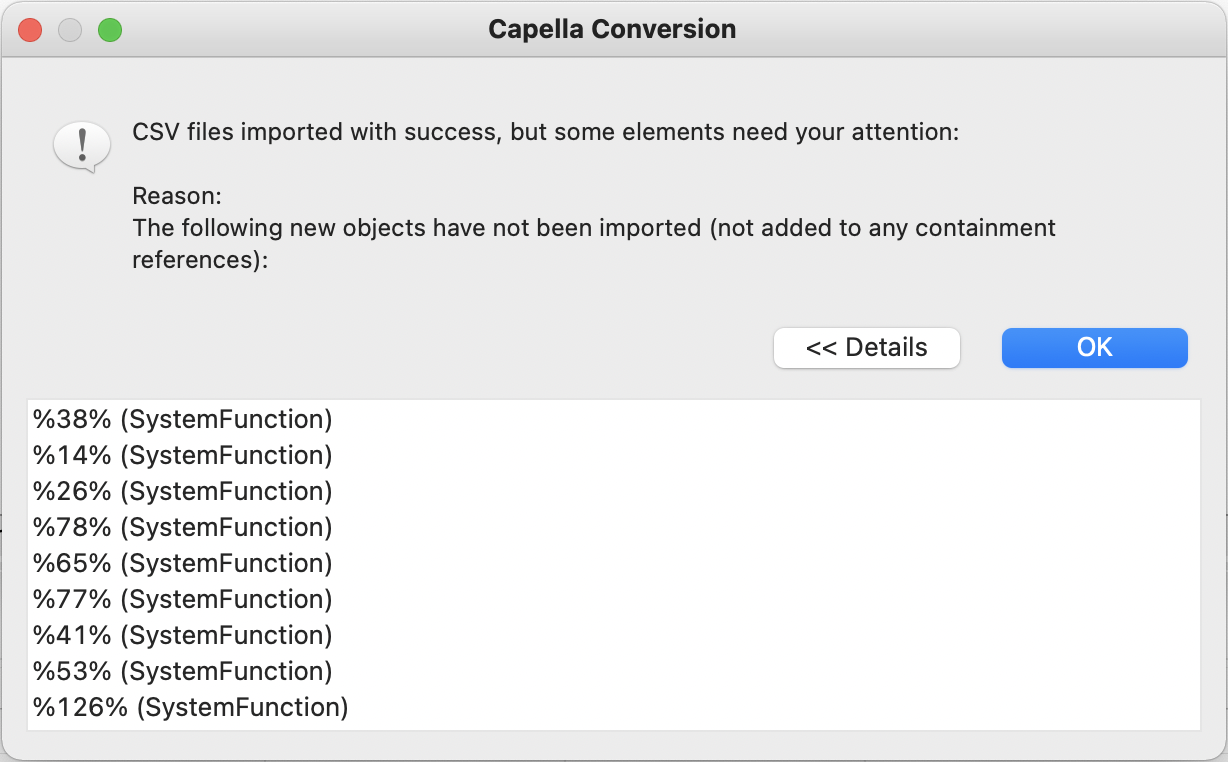 Capella Conversion
CSV files imported with success, but some elements need your attention:
Reason:
The following new objects have not been imported (not added to any containment
references):
<< Details
OK
%38% (SystemFunction)
%14% (SystemFunction)
%26% (SystemFunction)
%78% (SystemFunction)
%65% (SystemFunction)
%77% (SystemFunction)
%41% (SystemFunction)
%53% (SystemFunction)
%126% (SystemFunction)